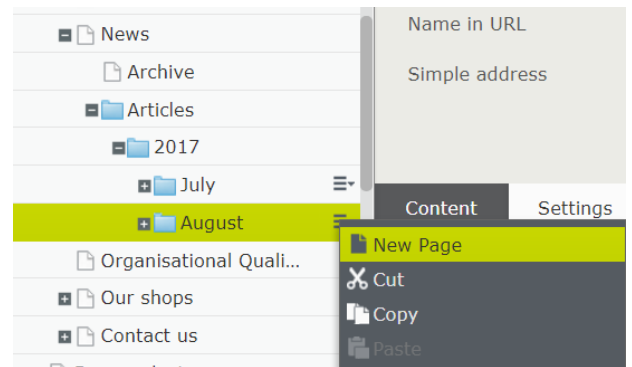 News
Archive
Articles
2017
July
August
Organisational Quali...
Our shops
Contact us
Name in URL
Simple address
Content
Settings
New Page
Cut
Copy
Paste